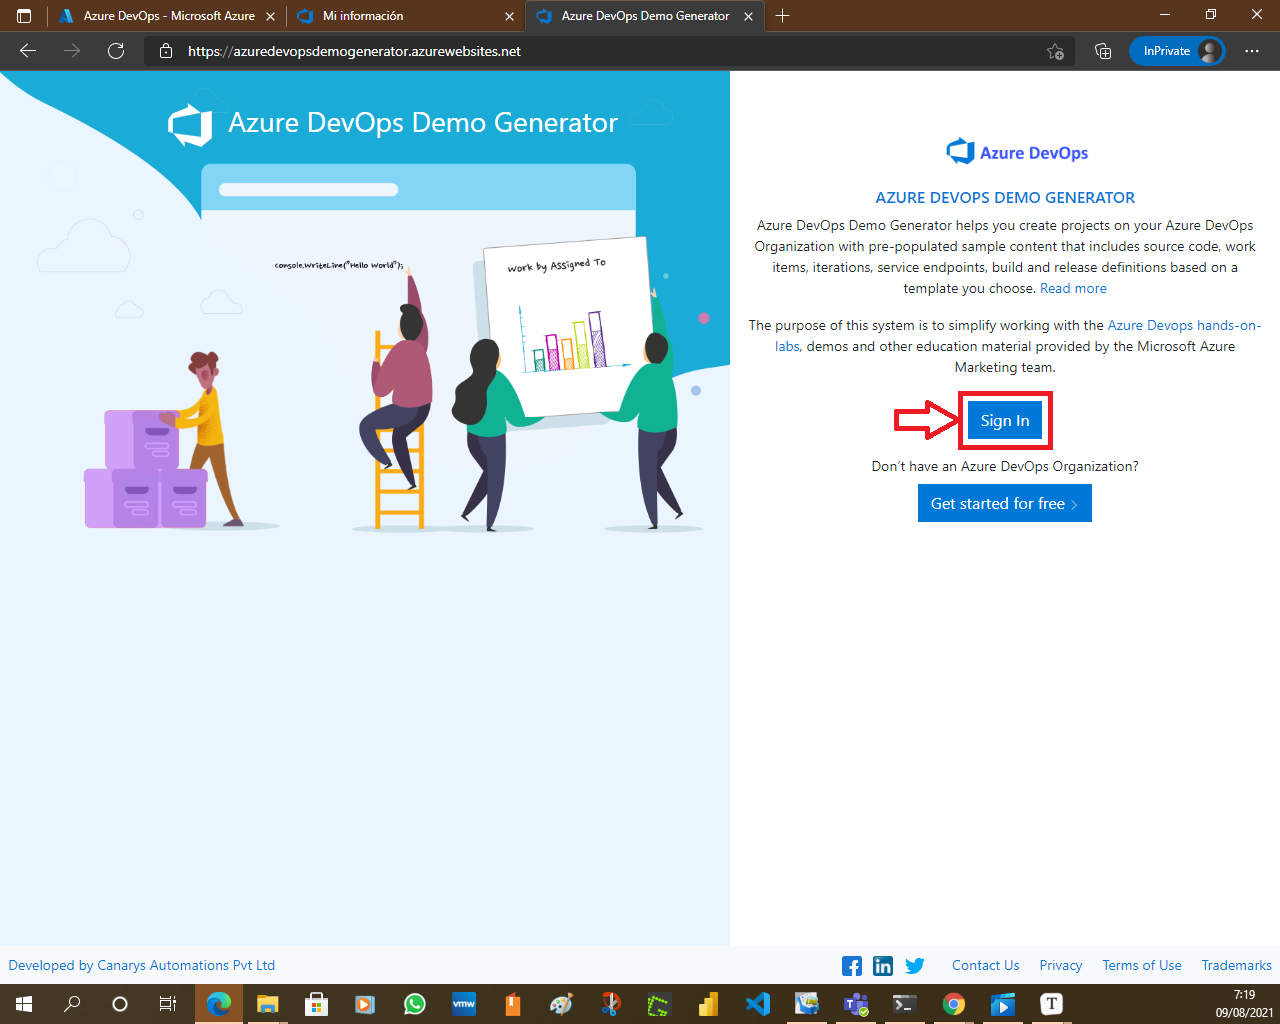 Azure DevOps - Microsoft Azure
Mi información
Azure DevOps Demo Generator
https://azuredevopsdemogenerator.azurewebsites.net
InPrivate
Azure DevOps Demo Generator
console.WriteLine("Hello World");
Work by Assigned To
Azure DevOps
AZURE DEVOPS DEMO GENERATOR
Azure DevOps Demo Generator helps you create projects on your Azure DevOps
Organization with pre-populated sample content that includes source code, work
items, iterations, service endpoints, build and release definitions based on a
template you choose. Read more
The purpose of this system is to simplify working with the Azure Devops hands-on-
labs, demos and other education material provided by the Microsoft Azure
Marketing team.
Sign In
Don't have an Azure DevOps Organization?
Get started for free >
Developed by Canarys Automations Pvt Ltd
Contact Us
Privacy
Terms of Use
Trademarks
vmw
T
7:19
09/08/2021